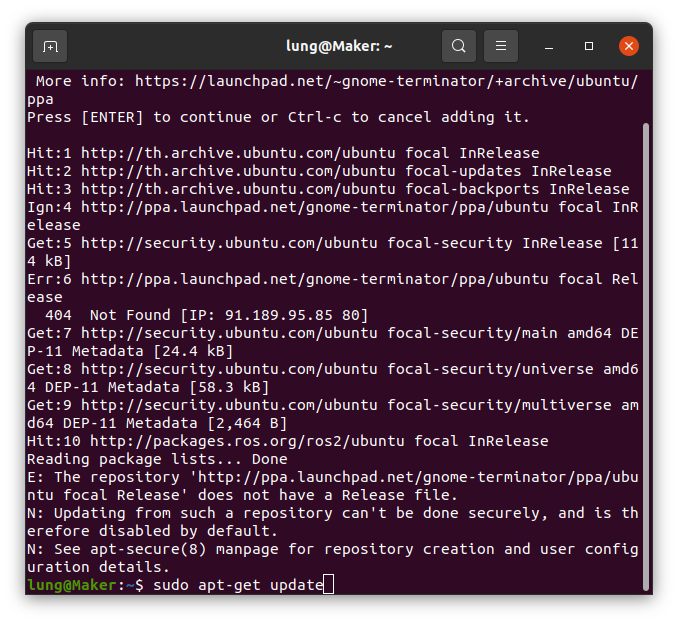 lung@Maker: ~
More info: https://launchpad.net/~gnome-terminator/+archive/ubuntu/
ppa
Press [ENTER] to continue or Ctrl-c to cancel adding it.
Hit:1 http://th.archive.ubuntu.com/ubuntu focal InRelease
Hit:2 http://th.archive.ubuntu.com/ubuntu focal-updates InRelease
Hit:3 http://th.archive.ubuntu.com/ubuntu focal-backports InRelease
Ign:4 http://ppa.launchpad.net/gnome-terminator/ppa/ubuntu focal InR
elease
Get:5 http://security.ubuntu.com/ubuntu focal-security InRelease [11
4 kB]
Err:6 http://ppa.launchpad.net/gnome-terminator/ppa/ubuntu focal Rel
ease
404  Not Found [IP: 91.189.95.85 80]
Get:7 http://security.ubuntu.com/ubuntu focal-security/main amd64 DE
P-11 Metadata [24.4 kB]
Get:8 http://security.ubuntu.com/ubuntu focal-security/universe amd6
4 DEP-11 Metadata [58.3 kB]
Get:9 http://security.ubuntu.com/ubuntu focal-security/multiverse am
d64 DEP-11 Metadata [2,464 B]
Hit:10 http://packages.ros.org/ros2/ubuntu focal InRelease
Reading package lists... Done
E: The repository 'http://ppa.launchpad.net/gnome-terminator/ppa/ubu
ntu focal Release' does not have a Release file.
N: Updating from such a repository can't be done securely, and is th
erefore disabled by default.
N: See apt-secure(8) manpage for repository creation and user config
uration details.
lung@Maker:~$ sudo apt-get update